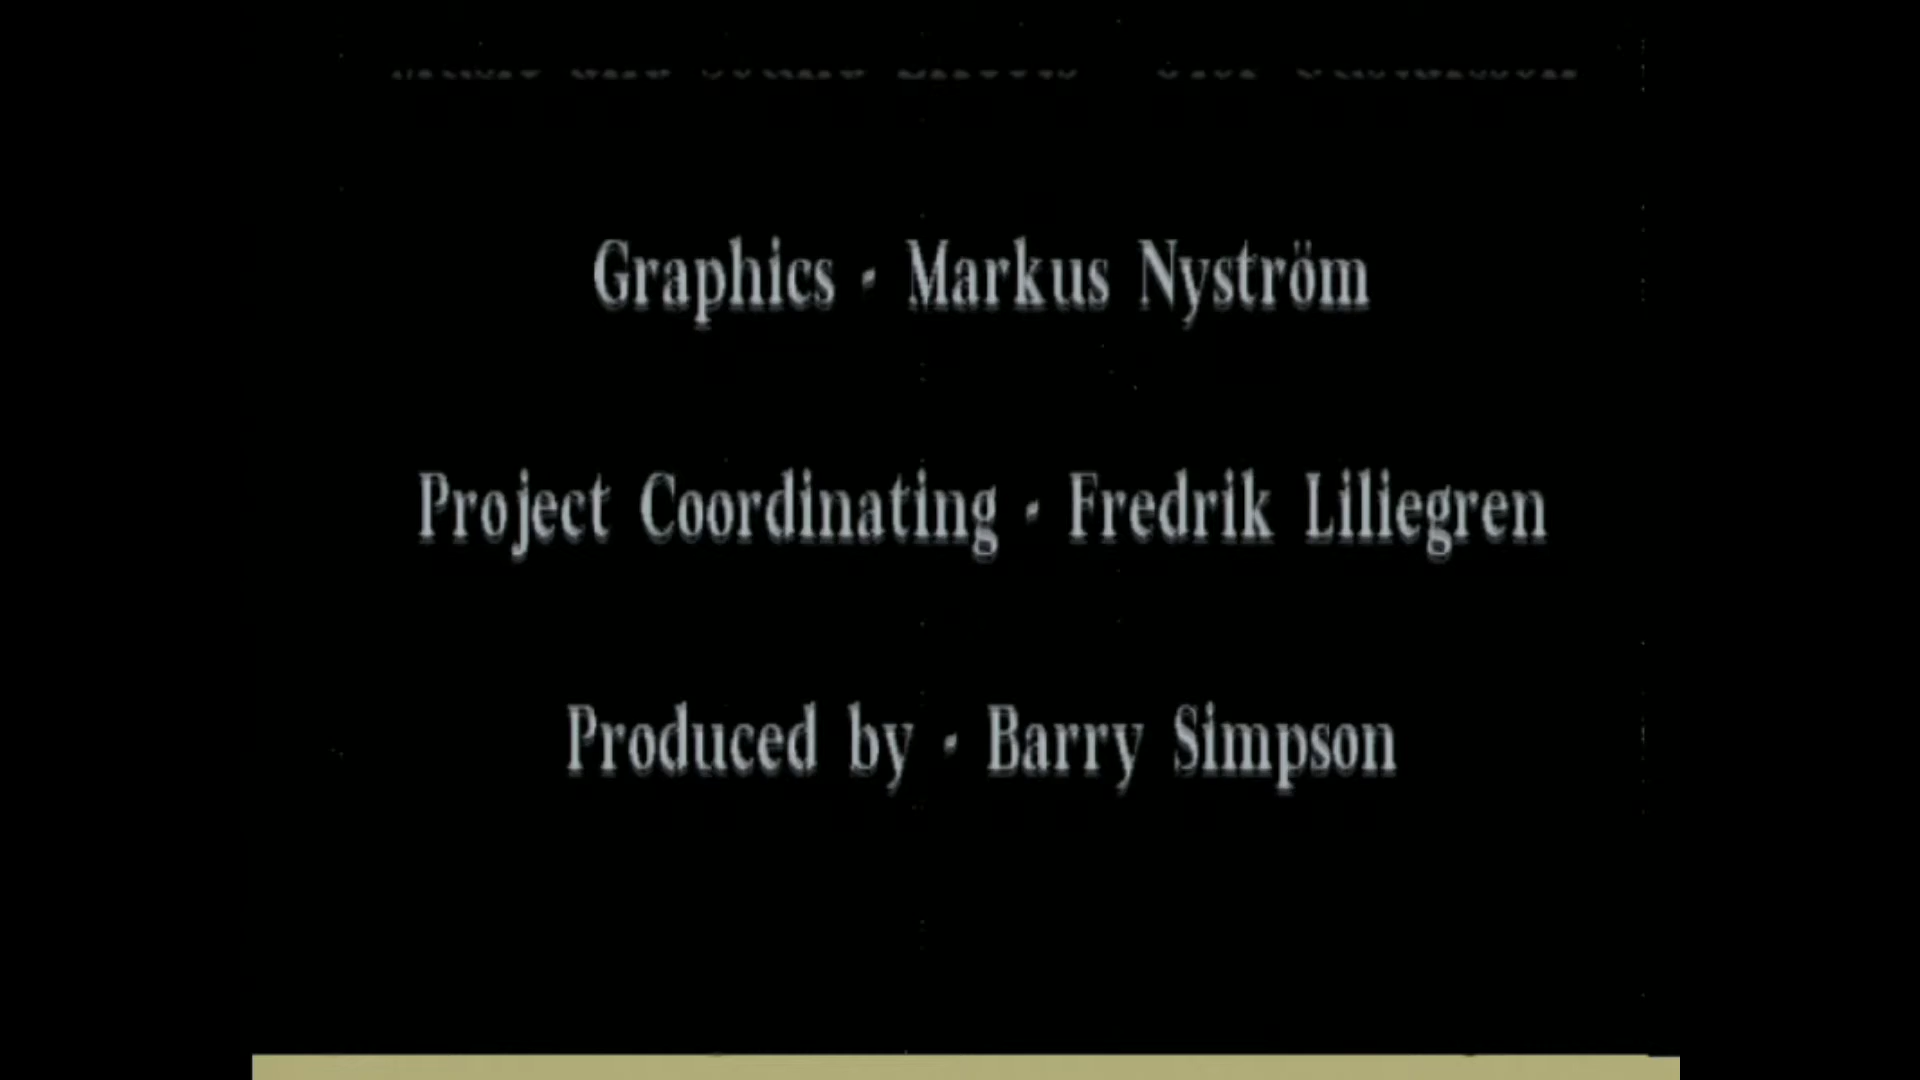 Graphics - Markus Nyström
Project Coordinating - Fredrik Liliegren
Produced by - Barry Simpson